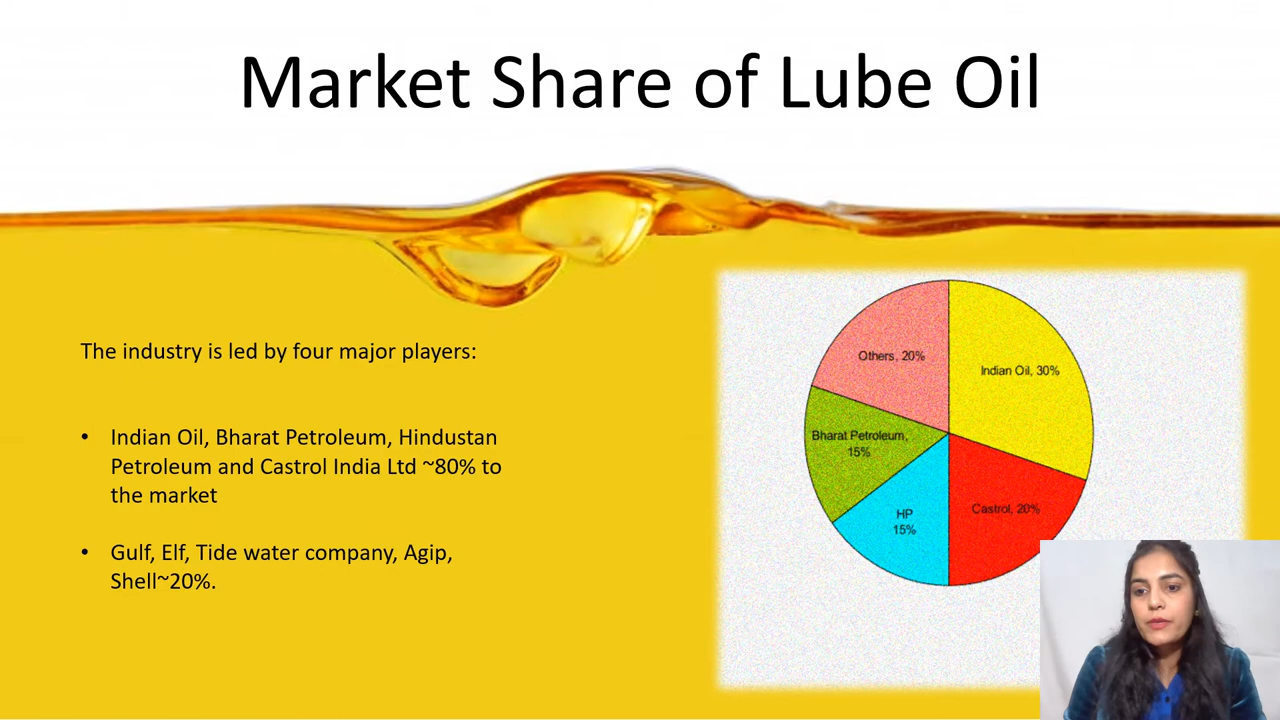 Market Share of Lube Oil
The industry is led by four major players:
• Indian Oil, Bharat Petroleum, Hindustan
Petroleum and Castrol India Ltd ~80% to
the market
• Gulf, Elf, Tide water company, Agip,
Shell~20%.
Others, 20%
Indian Oil, 30%
Bharat Petroleum,
15%
HP
15%
Castrol, 20%